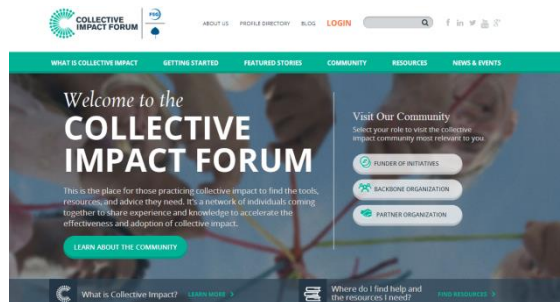 COLLECTIVE
IMPACT FORUM
FSG
ABOUT US PROFILE DIRECTORY BLOG LOGIN
WHAT IS COLLECTIVE IMPACT GETTING STARTED FEATURED STORIES COMMUNITY RESOURCES NEWS & EVENTS
Welcome to the
COLLECTIVE
IMPACT FORUM
This is the place for those practicing collective impact to find the tools,
resources, and advice they need. It's a network of individuals coming
together to share experience and knowledge to accelerate the
effectiveness and adoption of collective impact.
LEARN ABOUT THE COMMUNITY
Visit Our Community
Select your role to visit the collective
impact community most relevant to you.
FUNDER OF INITIATIVES
BACKBONE ORGANIZATION
PARTNER ORGANIZATION
What is Collective Impact? LEARN MORE >
Where do I find help and
the resources I need? FIND RESOURCES >